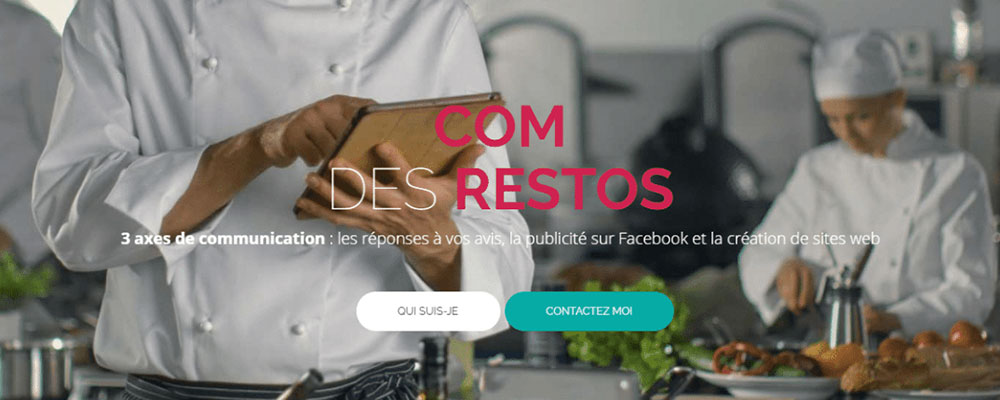 COM
DES RESTOS
3 axes de communication : les réponses à vos avis, la publicité sur Facebook et la création de sites web
QUI SUIS-JE
CONTACTEZ MOI